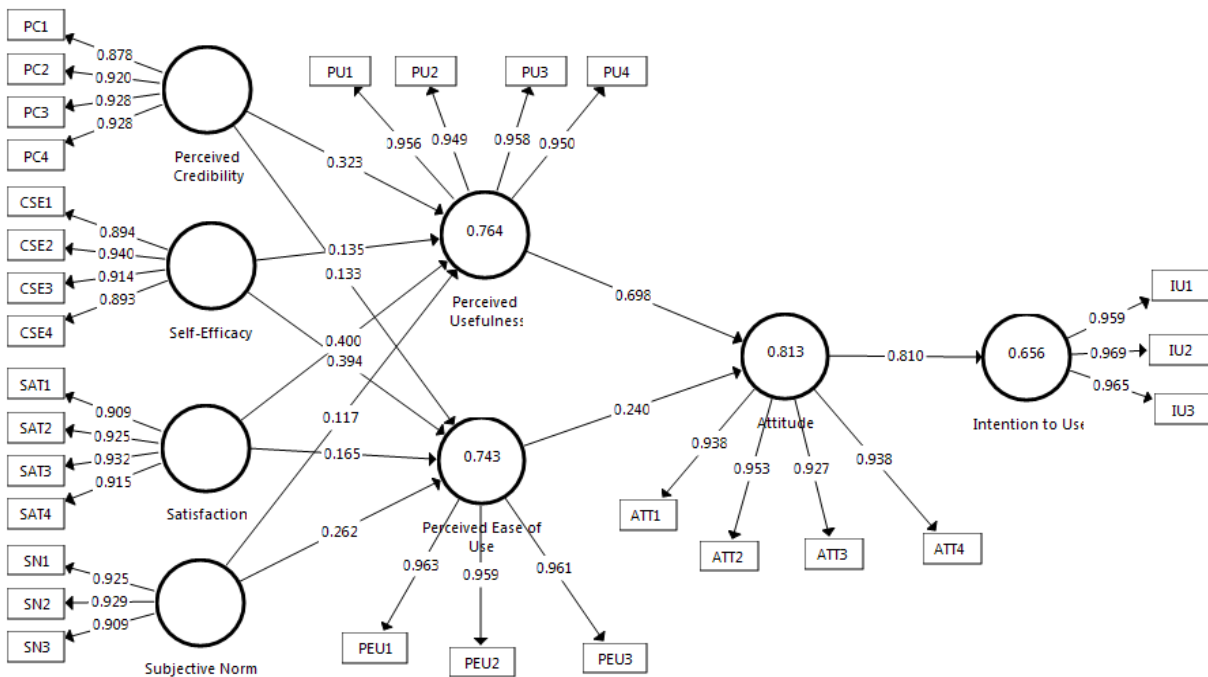 PC1
0.878
PC2
0.920
PC3
0.928
PC4
0.928
Perceived
Credibility
CSE1
0.894
CSE2
0.940
CSE3
0.914
CSE4
0.893
Self-Efficacy
SAT1
0.909
SAT2
0.925
SAT3
0.932
SAT4
0.915
Satisfaction
SN1
0.925
SN2
0.929
SN3
0.909
Subjective Norm
PU1
PU2
PU3
PU4
0.956
0.949
0.958
0.950
0.323
0.135
0.133
0.400
0.394
0.117
0.165
0.262
0.764
Perceived
Usefulness
0.743
Perceived Ease of
Use
0.963
0.959
0.961
PEU1
PEU2
PEU3
0.698
0.240
0.813
Attitude
0.938
0.953
0.927
0.938
ATT1
ATT2
ATT3
ATT4
0.810
0.656
Intention to Use
0.959
0.969
0.965
IU1
IU2
IU3